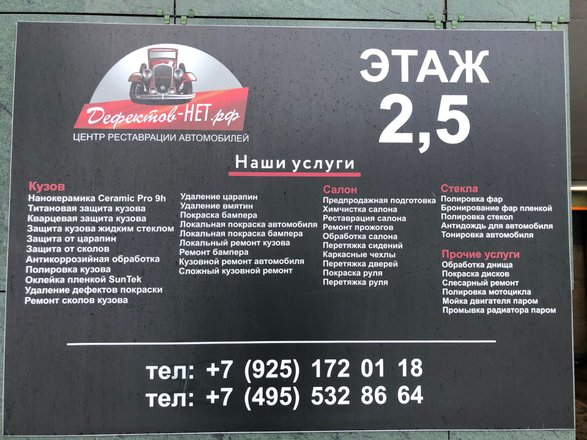 Дефектов-НЕТ.рф
ЦЕНТР РЕСТАВРАЦИИ АВТОМОБИЛЕЙ
ЭТАЖ
2,5
Наши услуги
Кузов
Нанокерамика Ceramic Pro 9h
Титановая защита кузова
Кварцевая защита кузова
Защита кузова жидким стеклом
Защита от царапин
Защита от сколов
Антикоррозийная обработка
Полировка кузова
Оклейка пленкой SunTek
Удаление дефектов покраски
Ремонт сколов кузова
Удаление царапин
Удаление вмятин
Покраска бампера
Локальная покраска автомобиля
Локальная покраска бампера
Локальный ремонт кузова
Ремонт бампера
Кузовной ремонт автомобиля
Сложный кузовной ремонт
Салон
Предпродажная подготовка
Химчистка салона
Реставрация салона
Ремонт прожогов
Обработка салона
Перетяжка сидений
Каркасные чехлы
Перетяжка дверей
Покраска руля
Перетяжка руля
Стекла
Полировка фар
Бронирование фар пленкой
Полировка стекол
Антидождь для автомобиля
Тонировка автомобиля
Прочие услуги
Обработка днища
Покраска дисков
Слесарный ремонт
Полировка мотоцикла
Мойка двигателя паром
Промывка радиатора паром
тел: +7 (925) 172 01 18
тел: +7 (495) 532 86 64